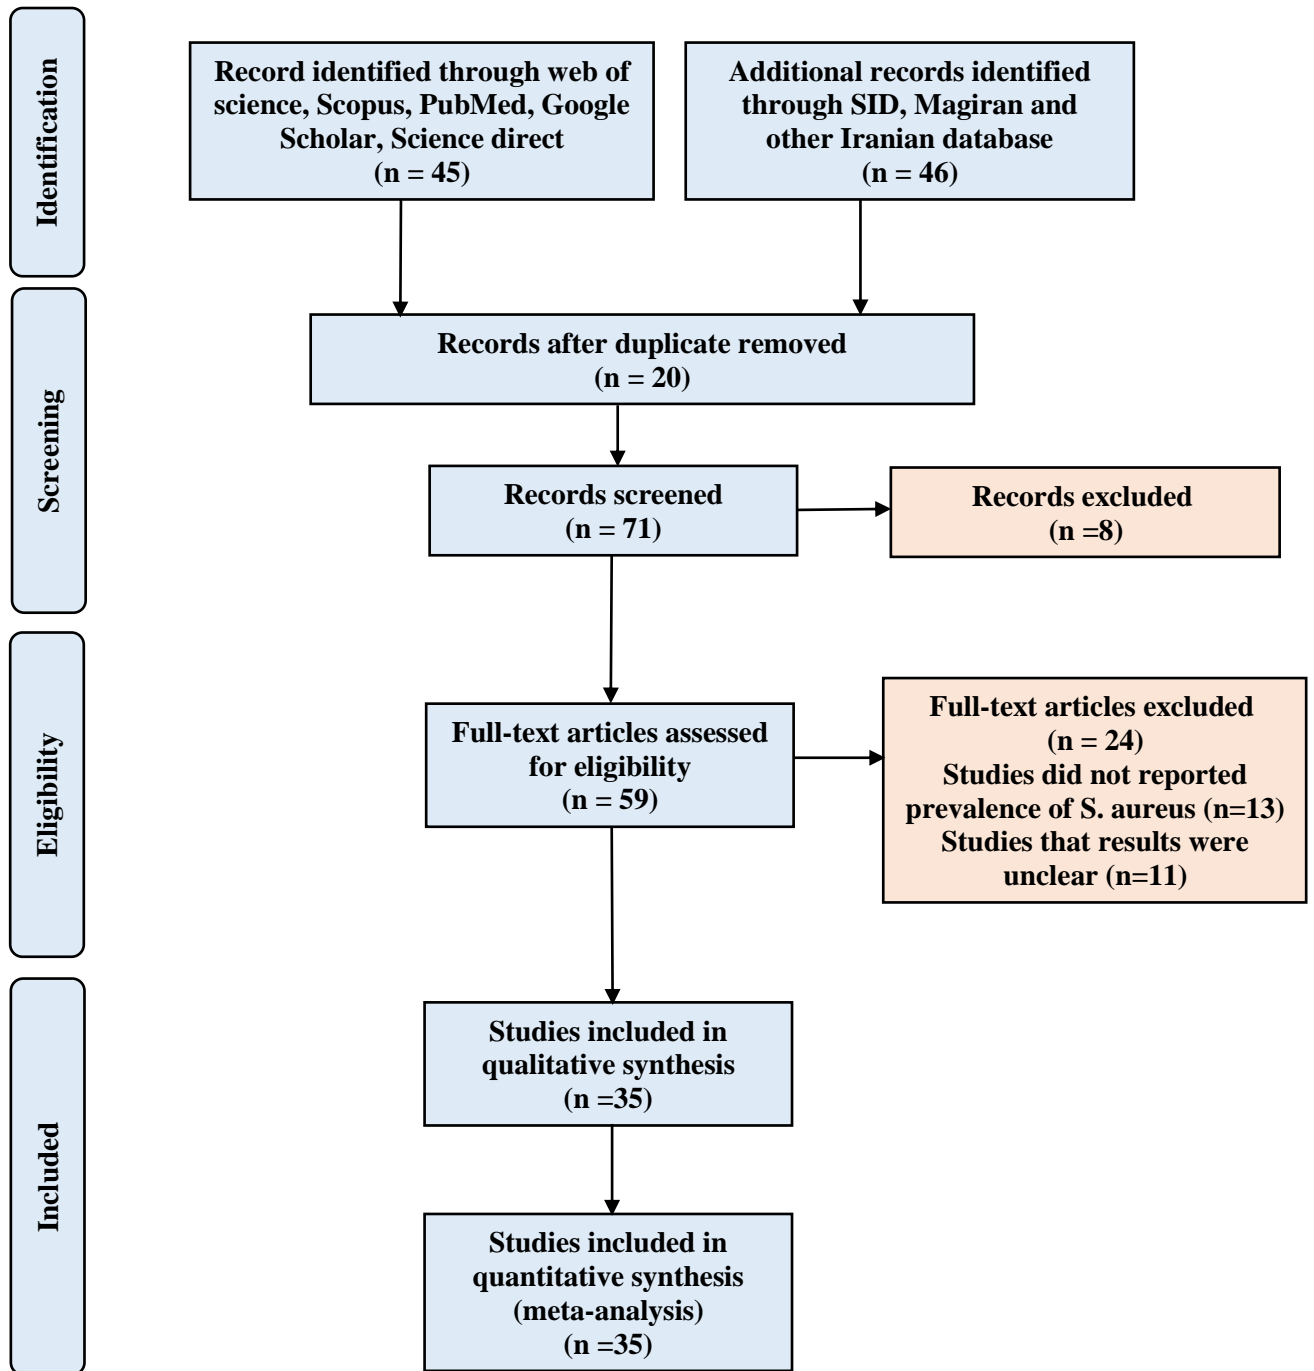 Identification
Record identified through web of
science, Scopus, PubMed, Google
Scholar, Science direct
(n = 45)
Additional records identified
through SID, Magiran and
other Iranian database
(n = 46)
Screening
Records after duplicate removed
(n = 20)
Records screened
(n = 71)
Records excluded
(n =8)
Eligibility
Full-text articles assessed
for eligibility
(n = 59)
Full-text articles excluded
(n = 24)
Studies did not reported
prevalence of S. aureus (n=13)
Studies that results were
unclear (n=11)
Included
Studies included in
qualitative synthesis
(n =35)
Studies included in
quantitative synthesis
(meta-analysis)
(n =35)